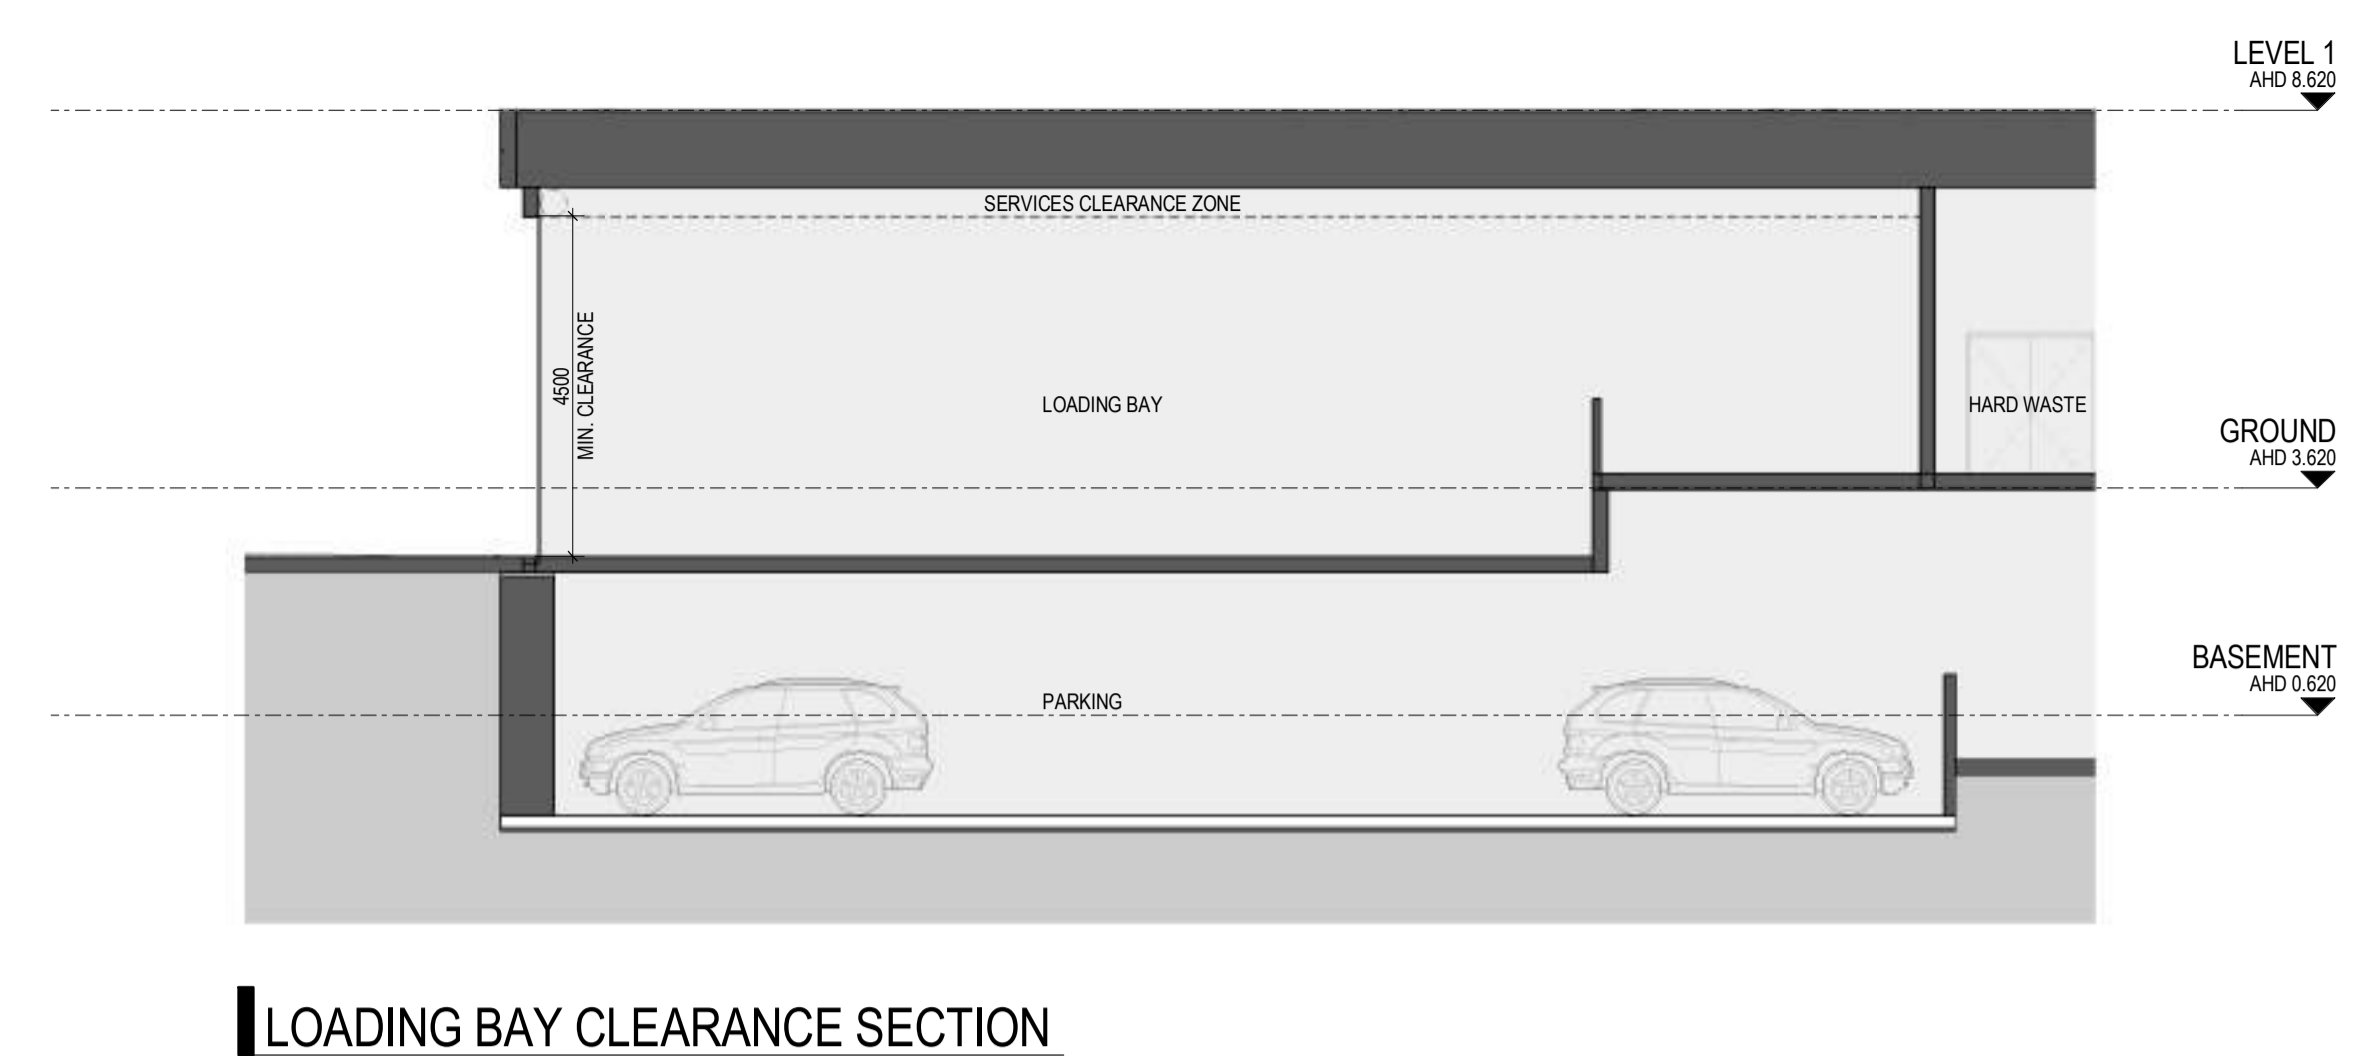 LEVEL 1
AHD 8.620
SERVICES CLEARANCE ZONE
4500
MIN. CLEARANCE
LOADING BAY
HARD WASTE
GROUND
AHD 3.620
BASEMENT
AHD 0.620
PARKING
LOADING BAY CLEARANCE SECTION